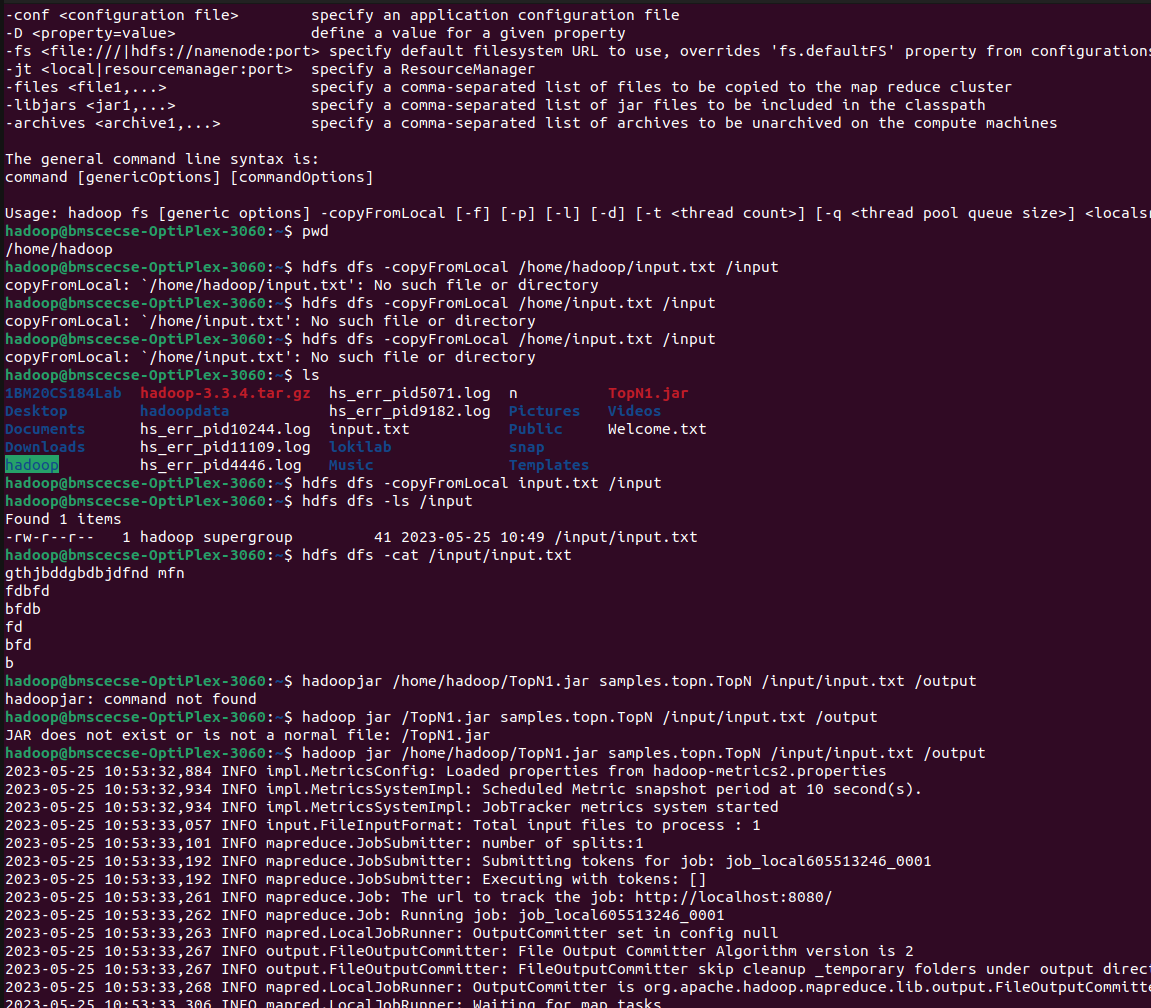 -conf <configuration file>        specify an application configuration file
-D <property=value>               define a value for a given property
-fs <file:///|hdfs://namenode:port> specify default filesystem URL to use, overrides 'fs.defaultFS' property from configurations
-jt <local|resourcemanager:port>  specify a ResourceManager
-files <file1,...>                specify a comma-separated list of files to be copied to the map reduce cluster
-libjars <jar1,...>               specify a comma-separated list of jar files to be included in the classpath
-archives <archive1,...>          specify a comma-separated list of archives to be unarchived on the compute machines
The general command line syntax is:
command [genericOptions] [commandOptions]
Usage: hadoop fs [generic options] -copyFromLocal [-f] [-p] [-l] [-d] [-t <thread count>] [-q <thread pool queue size>] <localsr
hadoop@bmscecse-OptiPlex-3060:~$ pwd
/home/hadoop
hadoop@bmscecse-OptiPlex-3060:~$ hdfs dfs -copyFromLocal /home/hadoop/input.txt /input
copyFromLocal: `/home/hadoop/input.txt': No such file or directory
hadoop@bmscecse-OptiPlex-3060:~$ hdfs dfs -copyFromLocal /home/input.txt /input
copyFromLocal: `/home/input.txt': No such file or directory
hadoop@bmscecse-OptiPlex-3060:~$ hdfs dfs -copyFromLocal /home/input.txt /input
copyFromLocal: `/home/input.txt': No such file or directory
hadoop@bmscecse-OptiPlex-3060:~$ ls
1BM20CS184Lab  hadoop-3.3.4.tar.gz  hs_err_pid5071.log  n          TopN1.jar
Desktop        hadoopdata           hs_err_pid9182.log  Pictures   Videos
Documents      hs_err_pid10244.log  input.txt           Public     Welcome.txt
Downloads      hs_err_pid11109.log  lokilab             snap
hadoop         hs_err_pid4446.log   Music               Templates
hadoop@bmscecse-OptiPlex-3060:~$ hdfs dfs -copyFromLocal input.txt /input
hadoop@bmscecse-OptiPlex-3060:~$ hdfs dfs -ls /input
Found 1 items
-rw-r--r--   1 hadoop supergroup         41 2023-05-25 10:49 /input/input.txt
hadoop@bmscecse-OptiPlex-3060:~$ hdfs dfs -cat /input/input.txt
gthjbddgbdbjdfnd mfn
fdbfd
bfdb
fd
bfd
b
hadoop@bmscecse-OptiPlex-3060:~$ hadoopjar /home/hadoop/TopN1.jar samples.topn.TopN /input/input.txt /output
hadoopjar: command not found
hadoop@bmscecse-OptiPlex-3060:~$ hadoop jar /TopN1.jar samples.topn.TopN /input/input.txt /output
JAR does not exist or is not a normal file: /TopN1.jar
hadoop@bmscecse-OptiPlex-3060:~$ hadoop jar /home/hadoop/TopN1.jar samples.topn.TopN /input/input.txt /output
2023-05-25 10:53:32,884 INFO impl.MetricsConfig: Loaded properties from hadoop-metrics2.properties
2023-05-25 10:53:32,934 INFO impl.MetricsSystemImpl: Scheduled Metric snapshot period at 10 second(s).
2023-05-25 10:53:32,934 INFO impl.MetricsSystemImpl: JobTracker metrics system started
2023-05-25 10:53:33,057 INFO input.FileInputFormat: Total input files to process : 1
2023-05-25 10:53:33,101 INFO mapreduce.JobSubmitter: number of splits:1
2023-05-25 10:53:33,192 INFO mapreduce.JobSubmitter: Submitting tokens for job: job_local605513246_0001
2023-05-25 10:53:33,192 INFO mapreduce.JobSubmitter: Executing with tokens: []
2023-05-25 10:53:33,261 INFO mapreduce.Job: The url to track the job: http://localhost:8080/
2023-05-25 10:53:33,262 INFO mapreduce.Job: Running job: job_local605513246_0001
2023-05-25 10:53:33,263 INFO mapred.LocalJobRunner: OutputCommitter set in config null
2023-05-25 10:53:33,267 INFO output.FileOutputCommitter: File Output Committer Algorithm version is 2
2023-05-25 10:53:33,267 INFO output.FileOutputCommitter: FileOutputCommitter skip cleanup _temporary folders under output direct
2023-05-25 10:53:33,268 INFO mapred.LocalJobRunner: OutputCommitter is org.apache.hadoop.mapreduce.lib.output.FileOutputCommitte
2023-05-25 10:53:33,306 INFO mapred.LocalJobRunner: Waiting for map tasks